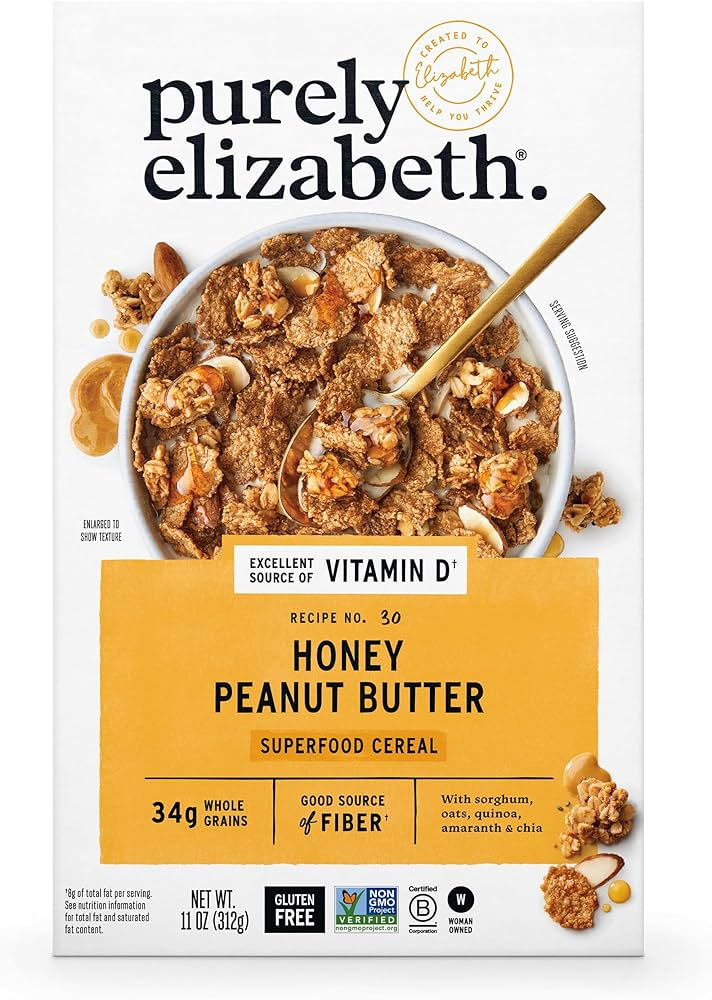 CREATED TO
Elizabeth
HELP YOU THRIVE
purely
elizabeth®.
SERVING SUGGESTION
ENLARGED TO
SHOW TEXTURE
EXCELLENT
SOURCE OF VITAMIN D†
RECIPE NO. 30
HONEY
PEANUT BUTTER
SUPERFOOD CEREAL
34g WHOLE
GRAINS
GOOD SOURCE
of FIBER†
With sorghum,
oats, quinoa,
amaranth & chia
†8g of total fat per serving.
See nutrition information
for total fat and saturated
fat content.
NET WT.
11 OZ (312g)
GLUTEN
FREE
NON
GMO
Project
VERIFIED
nongmoproject.org
Certified
B
Corporation
W
WOMAN
OWNED